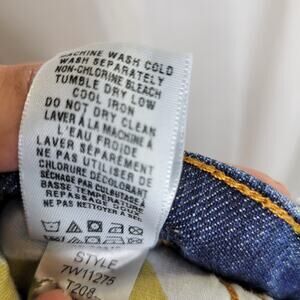 MACHINE WASH COLD
WASH SEPARATELY
NON-CHLORINE BLEACH
TUMBLE DRY LOW
COOL IRON
DO NOT DRY CLEAN
LAVER À LA MACHINE À
L'EAU FROIDE
LAVER SÉPARÉMENT
NE PAS UTILISER DE
CHLORURE DÉCOLORANT
SÉCHAGE PAR CULBUTAGE À
BASSE TEMPÉRATURE
NE PAS NETTOYER A SEC
STYLE
7W11275
T208